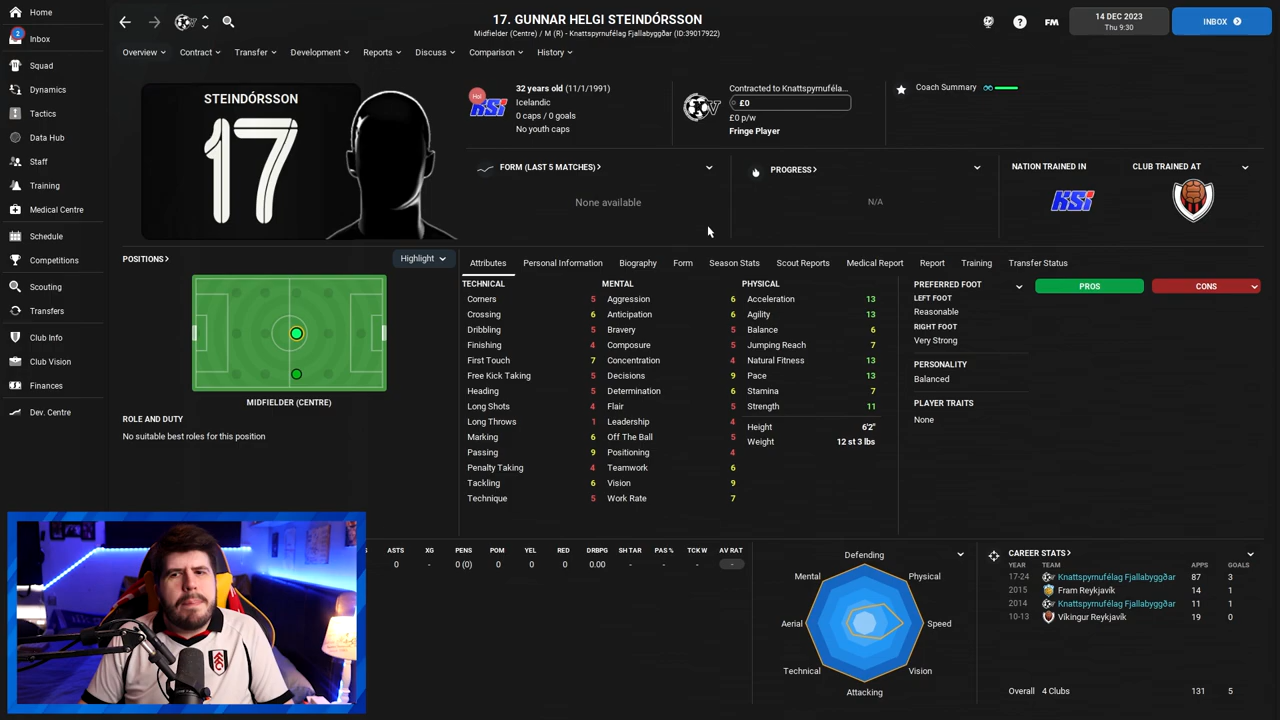 Home
2
Inbox
Squad
Dynamics
Tactics
Data Hub
Staff
Training
Medical Centre
Schedule
Competitions
Scouting
Transfers
Club Info
Club Vision
Finances
Dev. Centre
17. GUNNAR HELGI STEINDÓRSSON
Midfielder (Centre) / M (R) - Knattspyrnufélag Fjallabyggðar (ID:39017922)
?
FM
14 DEC 2023
Thu 9:30
INBOX
Overview
Contract
Transfer
Development
Reports
Discuss
Comparison
History
STEINDÓRSSON
17
Hol
KSÍ
32 years old (11/1/1991)
Icelandic
0 caps / 0 goals
No youth caps
Contracted to Knattspyrnuféla...
£0
£0 p/w
Fringe Player
Coach Summary
FORM (LAST 5 MATCHES)
None available
PROGRESS
N/A
NATION TRAINED IN
KSÍ
CLUB TRAINED AT
POSITIONS
Highlight
MIDFIELDER (CENTRE)
ROLE AND DUTY
No suitable best roles for this position
Attributes
Personal Information
Biography
Form
Season Stats
Scout Reports
Medical Report
Report
Training
Transfer Status
TECHNICAL
Corners 5
Crossing 6
Dribbling 5
Finishing 4
First Touch 7
Free Kick Taking 5
Heading 5
Long Shots 4
Long Throws 1
Marking 6
Passing 9
Penalty Taking 4
Tackling 6
Technique 5
MENTAL
Aggression 6
Anticipation 6
Bravery 5
Composure 5
Concentration 4
Decisions 9
Determination 6
Flair 5
Leadership 4
Off The Ball 5
Positioning 4
Teamwork 6
Vision 9
Work Rate 7
PHYSICAL
Acceleration 13
Agility 13
Balance 6
Jumping Reach 7
Natural Fitness 13
Pace 13
Stamina 7
Strength 11
Height 6'2"
Weight 12 st 3 lbs
PREFERRED FOOT
LEFT FOOT
Reasonable
RIGHT FOOT
Very Strong
PERSONALITY
Balanced
PLAYER TRAITS
None
PROS
CONS
ASTS XG PENS POM YEL RED DRBPG SH TAR PAS % TCK W AV RAT
0 - 0 (0) 0 0 0 0.00 - - - -
Defending
Physical
Speed
Vision
Attacking
Technical
Aerial
Mental
CAREER STATS
YEAR TEAM APPS GOALS
17-24 Knattspyrnufélag Fjallabyggðar 87 3
2015 Fram Reykjavík 14 1
2014 Knattspyrnufélag Fjallabyggðar 11 1
10-13 Víkingur Reykjavík 19 0
Overall 4 Clubs 131 5